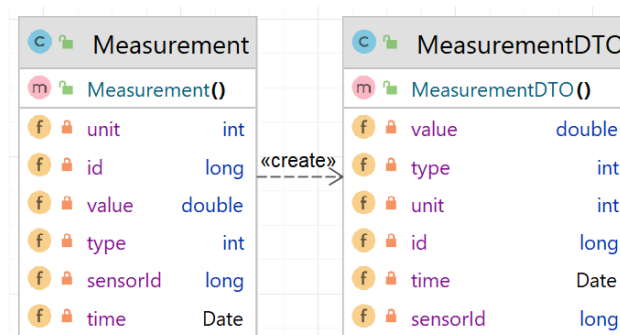 C Measurement
m Measurement()
f unit int
f id long
f value double
f type int
f sensorId long
f time Date
«create»
C MeasurementDTO
m MeasurementDTO()
f value double
f type int
f unit int
f id long
f time Date
f sensorId long